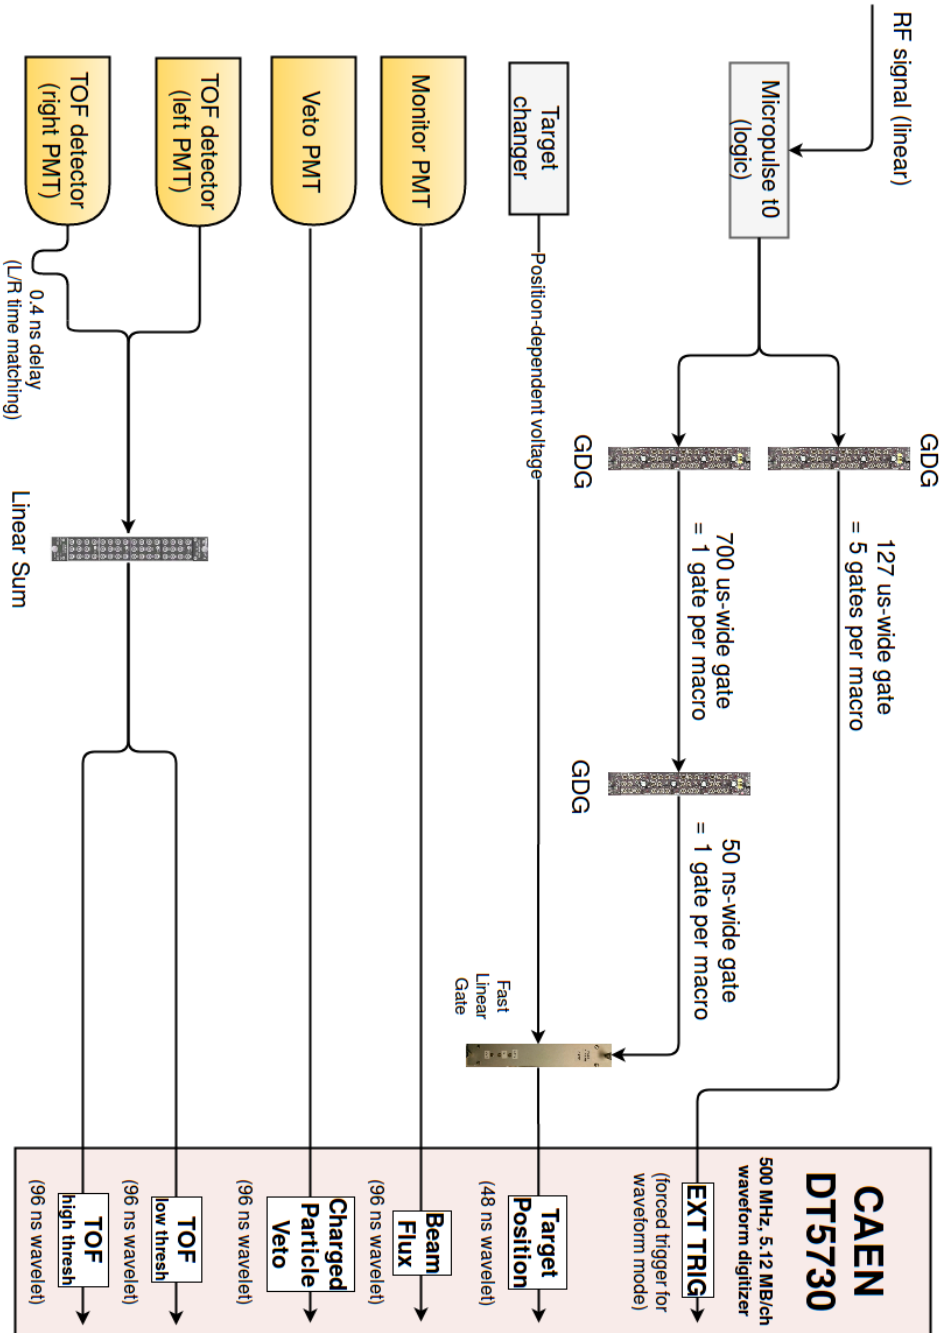 RF signal (linear)
Micropulse t0
(logic)
GDG
127 us-wide gate
= 5 gates per macro
GDG
700 us-wide gate
= 1 gate per macro
GDG
50 ns-wide gate
= 1 gate per macro
Target
changer
Position-dependent voltage
Fast
Linear
Gate
Monitor PMT
Veto PMT
TOF detector
(left PMT)
TOF detector
(right PMT)
0.4 ns delay
(L/R time matching)
Linear Sum
CAEN
DT5730
500 MHz, 5.12 MB/ch
waveform digitizer
EXT TRIG
(forced trigger for
waveform mode)
Target
Position
(48 ns wavelet)
Beam
Flux
(96 ns wavelet)
Charged
Particle
Veto
(96 ns wavelet)
TOF
low thresh
(96 ns wavelet)
TOF
high thresh
(96 ns wavelet)